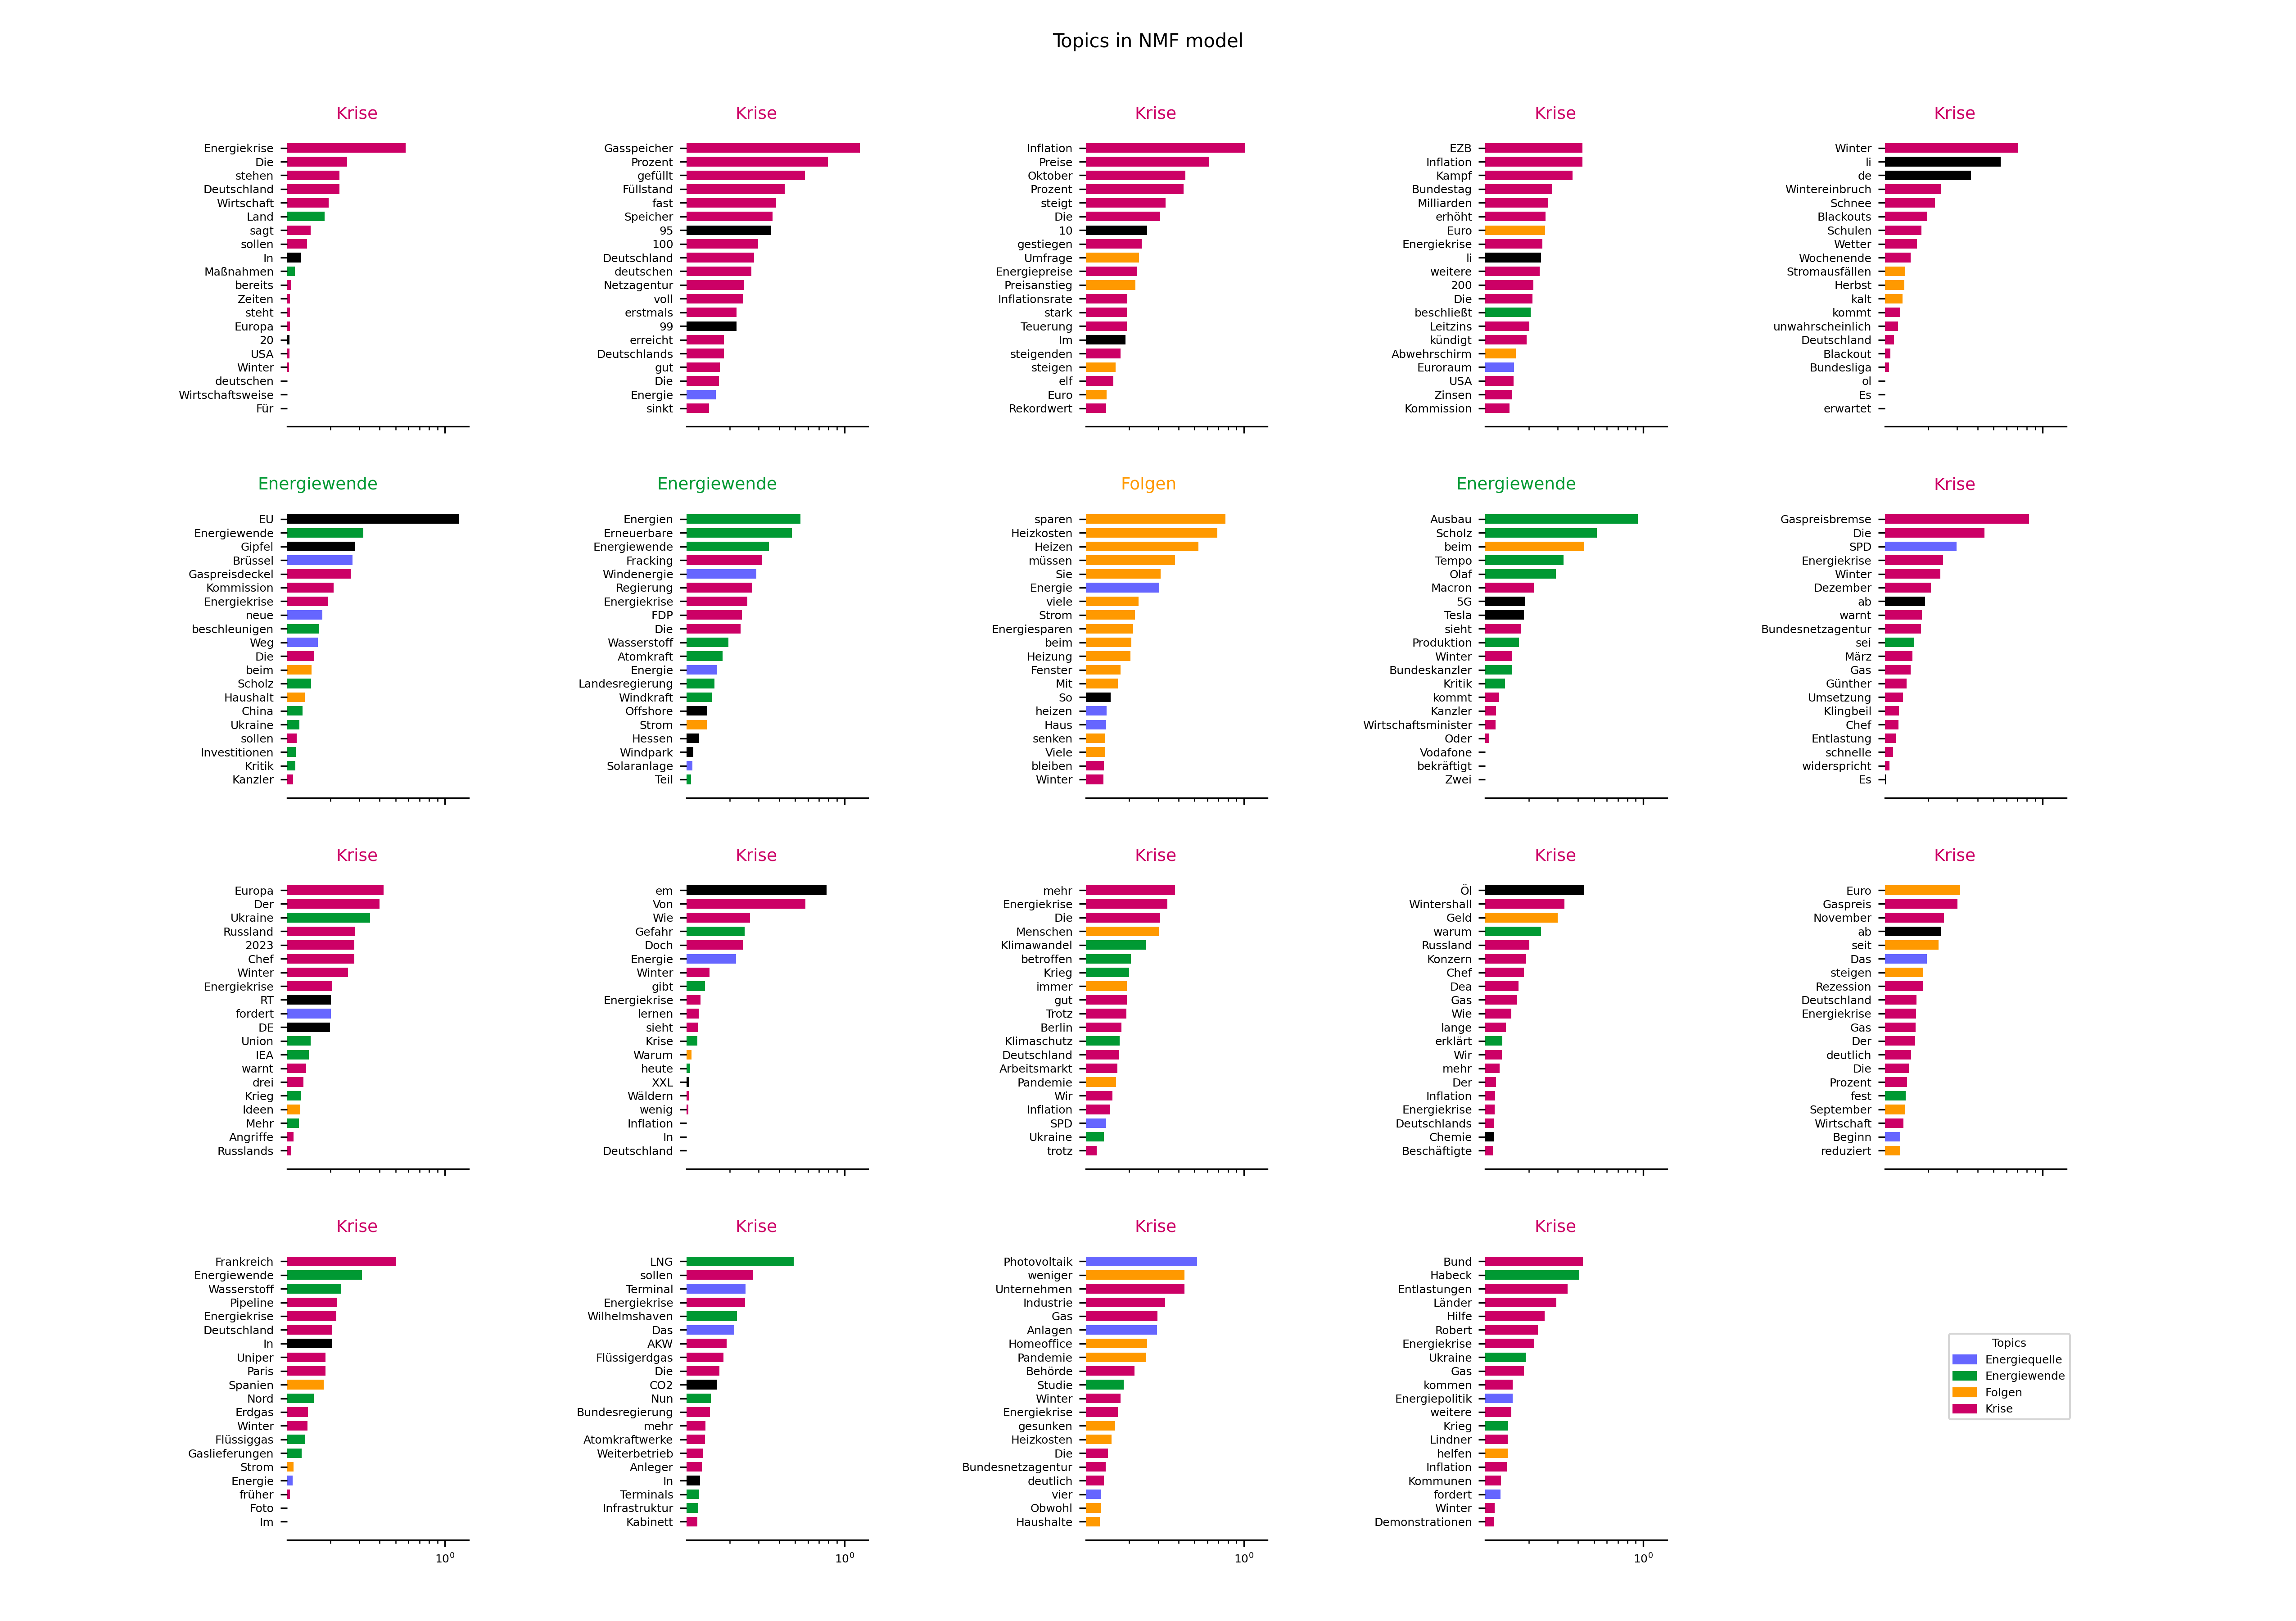 Topics in NMF model
Krise
Energiekrise
Die
stehen
Deutschland
Wirtschaft
Land
sagt
sollen
In
Maßnahmen
bereits
Zeiten
steht
Europa
20
USA
Winter
deutschen
Wirtschaftsweise
Für
Krise
Gasspeicher
Prozent
gefüllt
Füllstand
fast
Speicher
95
100
Deutschland
deutschen
Netzagentur
voll
erstmals
99
erreicht
Deutschlands
gut
Die
Energie
sinkt
Krise
Inflation
Preise
Oktober
Prozent
steigt
Die
10
gestiegen
Umfrage
Energiepreise
Preisanstieg
Inflationsrate
stark
Teuerung
Im
steigenden
steigen
elf
Euro
Rekordwert
Krise
EZB
Inflation
Kampf
Bundestag
Milliarden
erhöht
Euro
Energiekrise
li
weitere
200
Die
beschließt
Leitzins
kündigt
Abwehrschirm
Euroraum
USA
Zinsen
Kommission
Krise
Winter
li
de
Wintereinbruch
Schnee
Blackouts
Schulen
Wetter
Wochenende
Stromausfällen
Herbst
kalt
kommt
unwahrscheinlich
Deutschland
Blackout
Bundesliga
ol
Es
erwartet
Energiewende
EU
Energiewende
Gipfel
Brüssel
Gaspreisdeckel
Kommission
Energiekrise
neue
beschleunigen
Weg
Die
beim
Scholz
Haushalt
China
Ukraine
sollen
Investitionen
Kritik
Kanzler
Energiewende
Energien
Erneuerbare
Energiewende
Fracking
Windenergie
Regierung
Energiekrise
FDP
Die
Wasserstoff
Atomkraft
Energie
Landesregierung
Windkraft
Offshore
Strom
Hessen
Windpark
Solaranlage
Teil
Folgen
sparen
Heizkosten
Heizen
müssen
Sie
Energie
viele
Strom
Energiesparen
beim
Heizung
Fenster
Mit
So
heizen
Haus
senken
Viele
bleiben
Winter
Energiewende
Ausbau
Scholz
beim
Tempo
Olaf
Macron
5G
Tesla
sieht
Produktion
Winter
Bundeskanzler
Kritik
kommt
Kanzler
Wirtschaftsminister
Oder
Vodafone
bekräftigt
Zwei
Krise
Gaspreisbremse
Die
SPD
Energiekrise
Winter
Dezember
ab
warnt
Bundesnetzagentur
sei
März
Gas
Günther
Umsetzung
Klingbeil
Chef
Entlastung
schnelle
widerspricht
Es
Krise
Europa
Der
Ukraine
Russland
2023
Chef
Winter
Energiekrise
RT
fordert
DE
Union
IEA
warnt
drei
Krieg
Ideen
Mehr
Angriffe
Russlands
Krise
em
Von
Wie
Gefahr
Doch
Energie
Winter
gibt
Energiekrise
lernen
sieht
Krise
Warum
heute
XXL
Wäldern
wenig
Inflation
In
Deutschland
Krise
mehr
Energiekrise
Die
Menschen
Klimawandel
betroffen
Krieg
immer
gut
Trotz
Berlin
Klimaschutz
Deutschland
Arbeitsmarkt
Pandemie
Wir
Inflation
SPD
Ukraine
trotz
Krise
Öl
Wintershall
Geld
warum
Russland
Konzern
Chef
Dea
Gas
Wie
lange
erklärt
Wir
mehr
Der
Inflation
Energiekrise
Deutschlands
Chemie
Beschäftigte
Krise
Euro
Gaspreis
November
ab
seit
Das
steigen
Rezession
Deutschland
Energiekrise
Gas
Der
deutlich
Die
Prozent
fest
September
Wirtschaft
Beginn
reduziert
Krise
Frankreich
Energiewende
Wasserstoff
Pipeline
Energiekrise
Deutschland
In
Uniper
Paris
Spanien
Nord
Erdgas
Winter
Flüssiggas
Gaslieferungen
Strom
Energie
früher
Foto
Im
10⁰
Krise
LNG
sollen
Terminal
Energiekrise
Wilhelmshaven
Das
AKW
Flüssigerdgas
Die
CO2
Nun
Bundesregierung
mehr
Atomkraftwerke
Weiterbetrieb
Anleger
In
Terminals
Infrastruktur
Kabinett
10⁰
Krise
Photovoltaik
weniger
Unternehmen
Industrie
Gas
Anlagen
Homeoffice
Pandemie
Behörde
Studie
Winter
Energiekrise
gesunken
Heizkosten
Die
Bundesnetzagentur
deutlich
vier
Obwohl
Haushalte
10⁰
Krise
Bund
Habeck
Entlastungen
Länder
Hilfe
Robert
Energiekrise
Ukraine
Gas
kommen
Energiepolitik
weitere
Krieg
Lindner
helfen
Inflation
Kommunen
fordert
Winter
Demonstrationen
10⁰
Topics
Energiequelle
Energiewende
Folgen
Krise